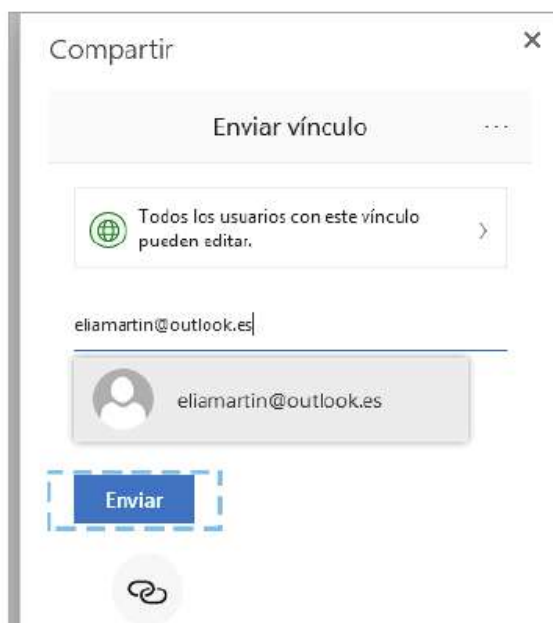 Compartir
Enviar vínculo
Todos los usuarios con este vínculo
pueden editar.
eliamartin@outlook.es
eliamartin@outlook.es
Enviar